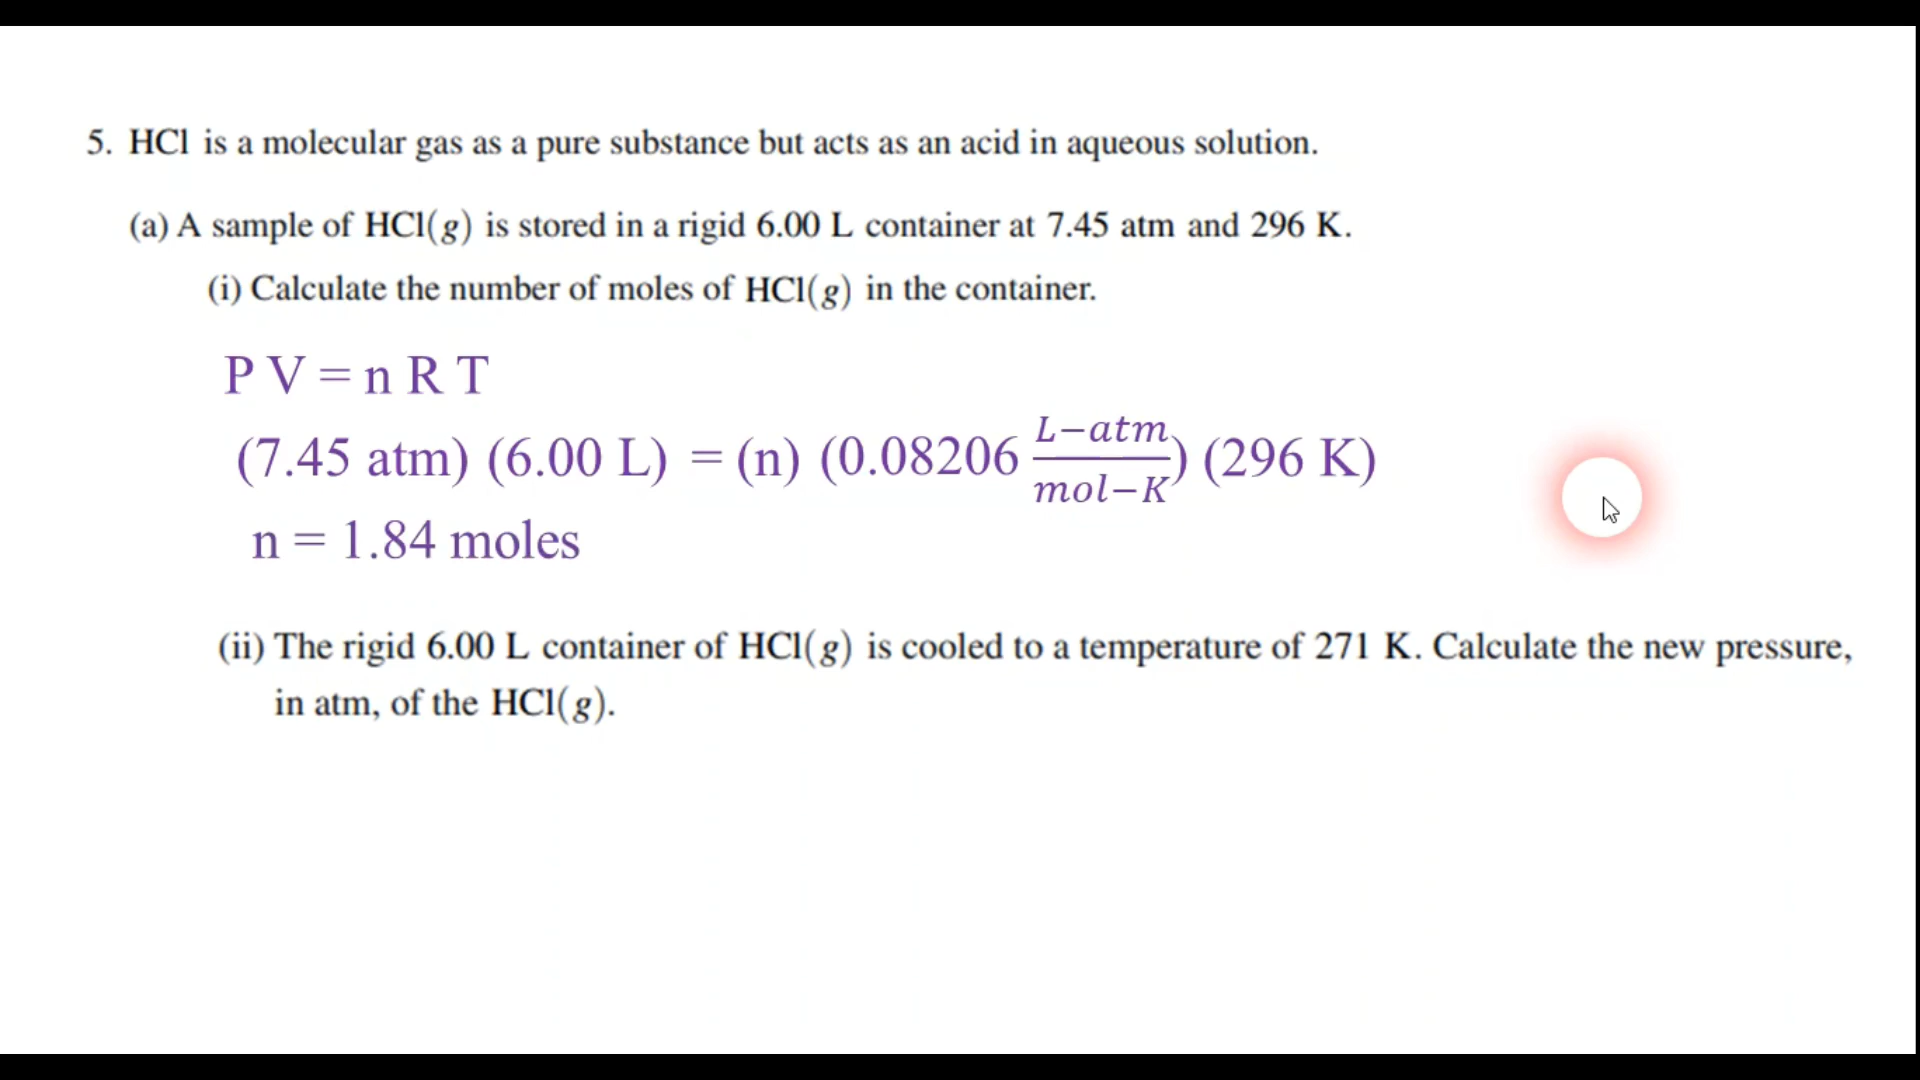 5. HCl is a molecular gas as a pure substance but acts as an acid in aqueous solution.
(a) A sample of HCl(g) is stored in a rigid 6.00 L container at 7.45 atm and 296 K.
(i) Calculate the number of moles of HCl(g) in the container.
P V = n R T
(7.45 atm) (6.00 L) = (n) (0.08206 L−atm/mol−K) (296 K)
n = 1.84 moles
(ii) The rigid 6.00 L container of HCl(g) is cooled to a temperature of 271 K. Calculate the new pressure,
in atm, of the HCl(g).